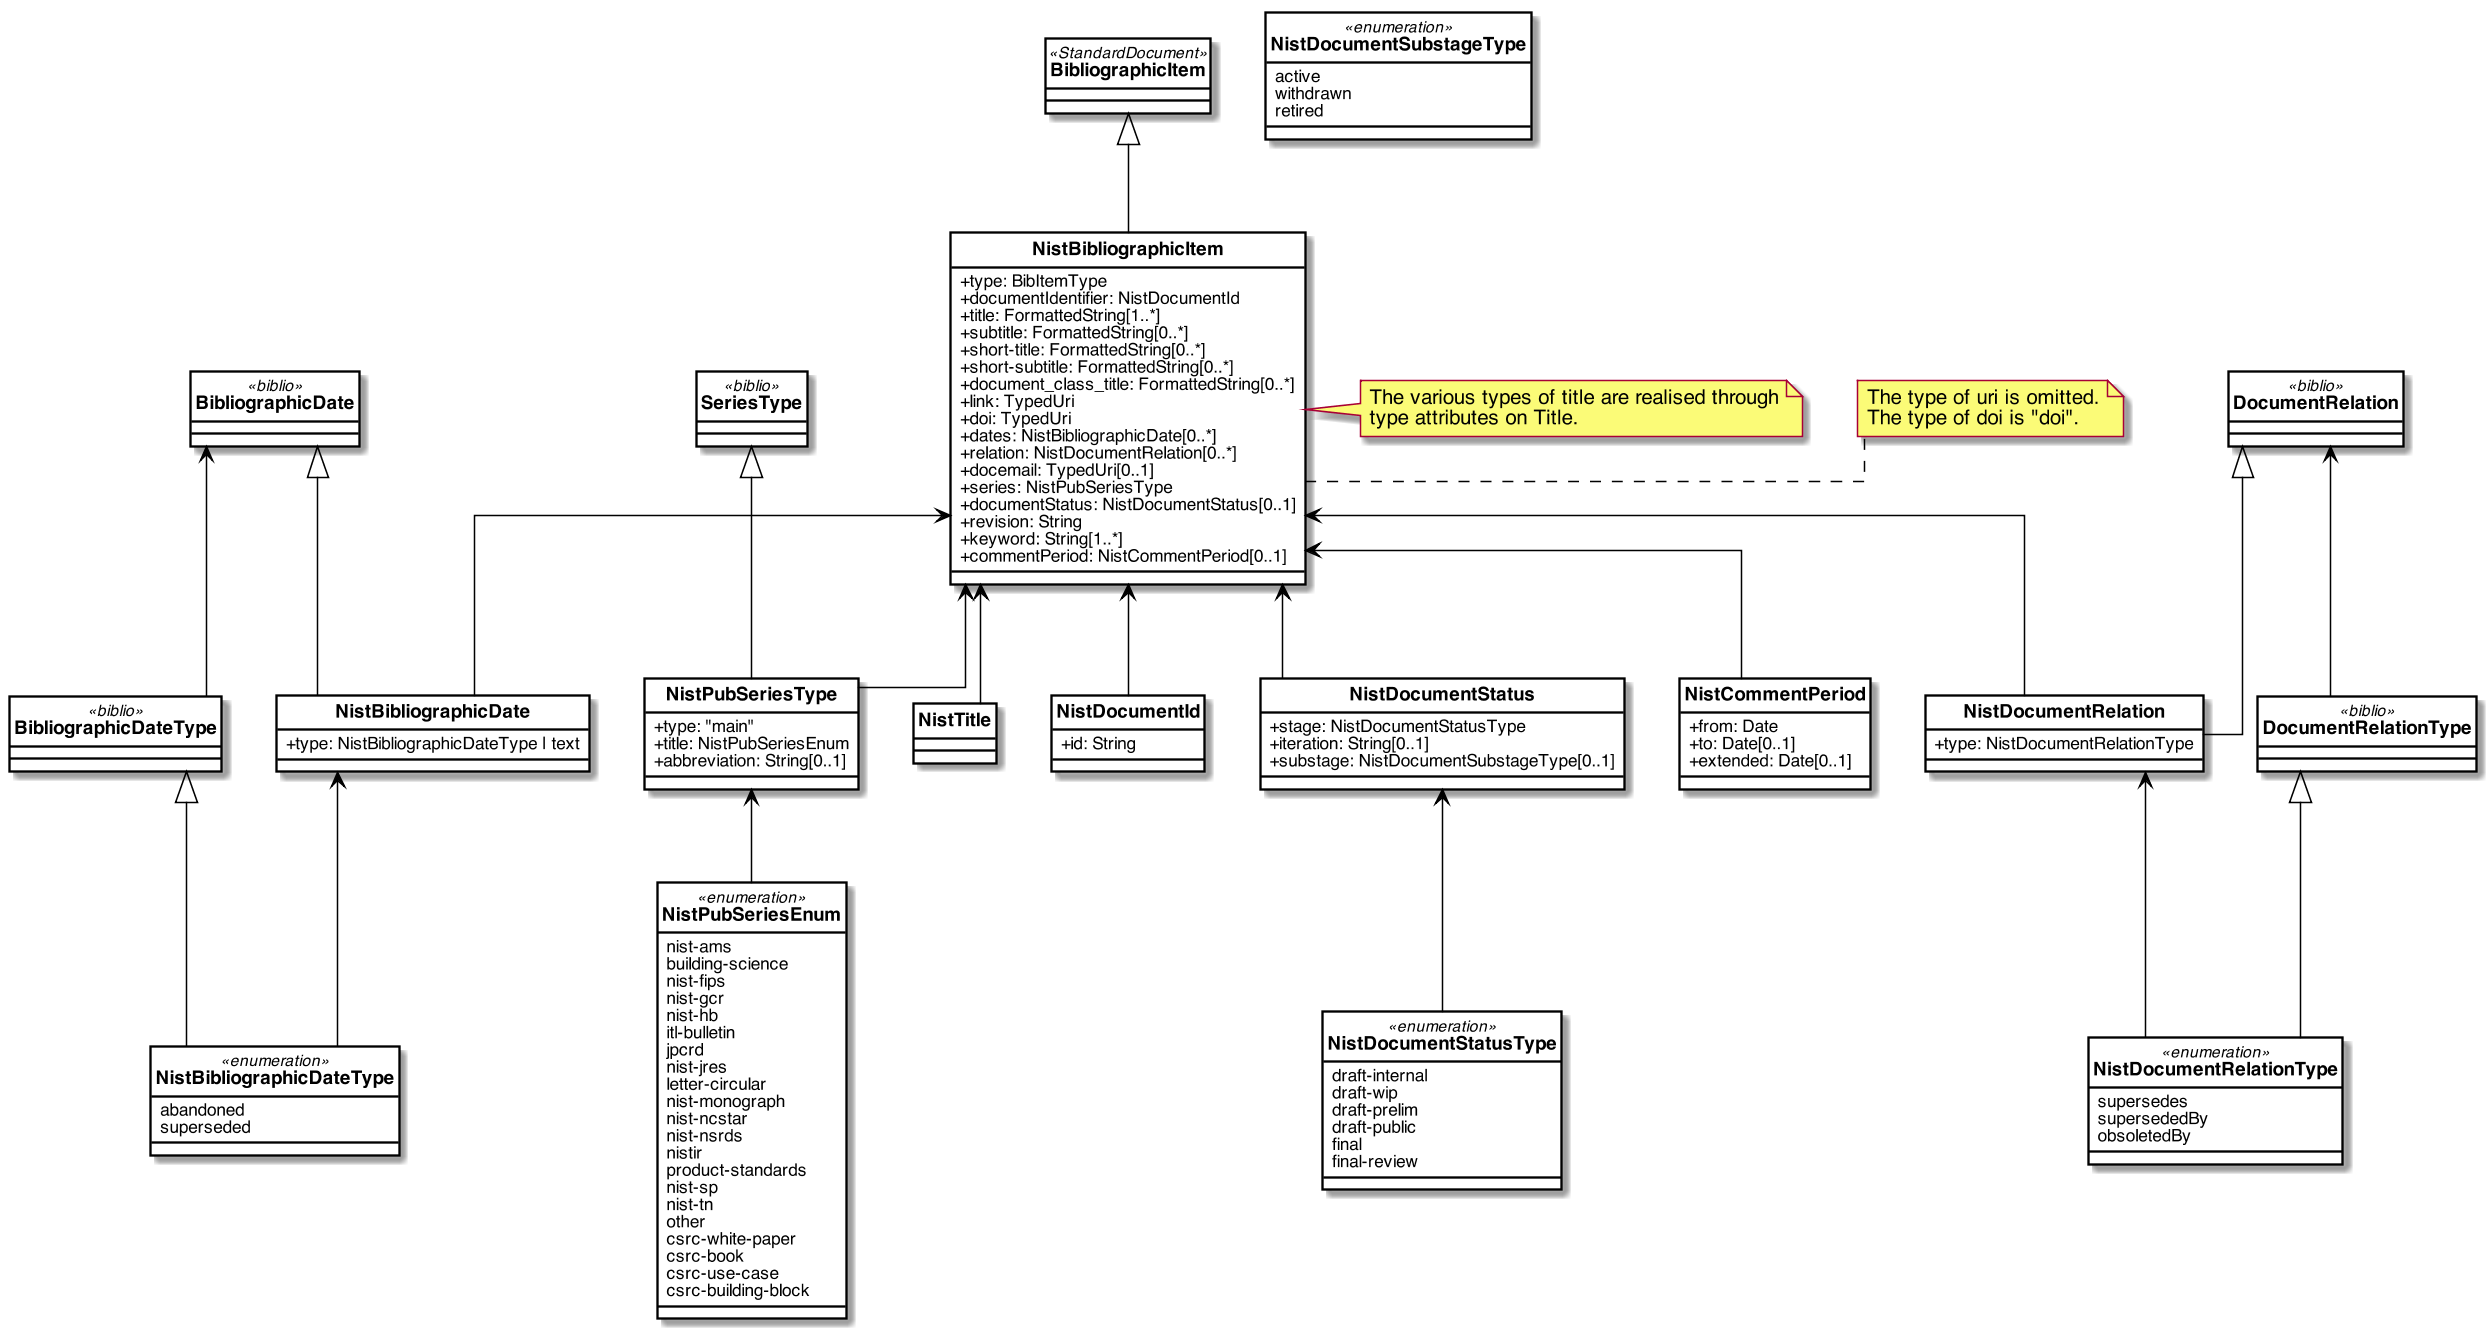 «StandardDocument»
BibliographicItem
«enumeration»
NistDocumentSubstageType
active
withdrawn
retired
NistBibliographicItem
+type: BibItemType
+documentIdentifier: NistDocumentId
+title: FormattedString[1..*]
+subtitle: FormattedString[0..*]
+short-title: FormattedString[0..*]
+short-subtitle: FormattedString[0..*]
+document_class_title: FormattedString[0..*]
+link: TypedUri
+doi: TypedUri
+dates: NistBibliographicDate[0..*]
+relation: NistDocumentRelation[0..*]
+docemail: TypedUri[0..1]
+series: NistPubSeriesType
+documentStatus: NistDocumentStatus[0..1]
+revision: String
+keyword: String[1..*]
+commentPeriod: NistCommentPeriod[0..1]
«biblio»
BibliographicDate
«biblio»
SeriesType
The various types of title are realised through
type attributes on Title.
The type of uri is omitted.
The type of doi is "doi".
«biblio»
DocumentRelation
«biblio»
BibliographicDateType
NistBibliographicDate
+type: NistBibliographicDateType | text
NistPubSeriesType
+type: "main"
+title: NistPubSeriesEnum
+abbreviation: String[0..1]
NistTitle
NistDocumentId
+id: String
NistDocumentStatus
+stage: NistDocumentStatusType
+iteration: String[0..1]
+substage: NistDocumentSubstageType[0..1]
NistCommentPeriod
+from: Date
+to: Date[0..1]
+extended: Date[0..1]
NistDocumentRelation
+type: NistDocumentRelationType
«biblio»
DocumentRelationType
«enumeration»
NistBibliographicDateType
abandoned
superseded
«enumeration»
NistPubSeriesEnum
nist-ams
building-science
nist-fips
nist-gcr
nist-hb
itl-bulletin
jpcrd
nist-jres
letter-circular
nist-monograph
nist-ncstar
nist-nsrds
nistir
product-standards
nist-sp
nist-tn
other
csrc-white-paper
csrc-book
csrc-use-case
csrc-building-block
«enumeration»
NistDocumentStatusType
draft-internal
draft-wip
draft-prelim
draft-public
final
final-review
«enumeration»
NistDocumentRelationType
supersedes
supersededBy
obsoletedBy